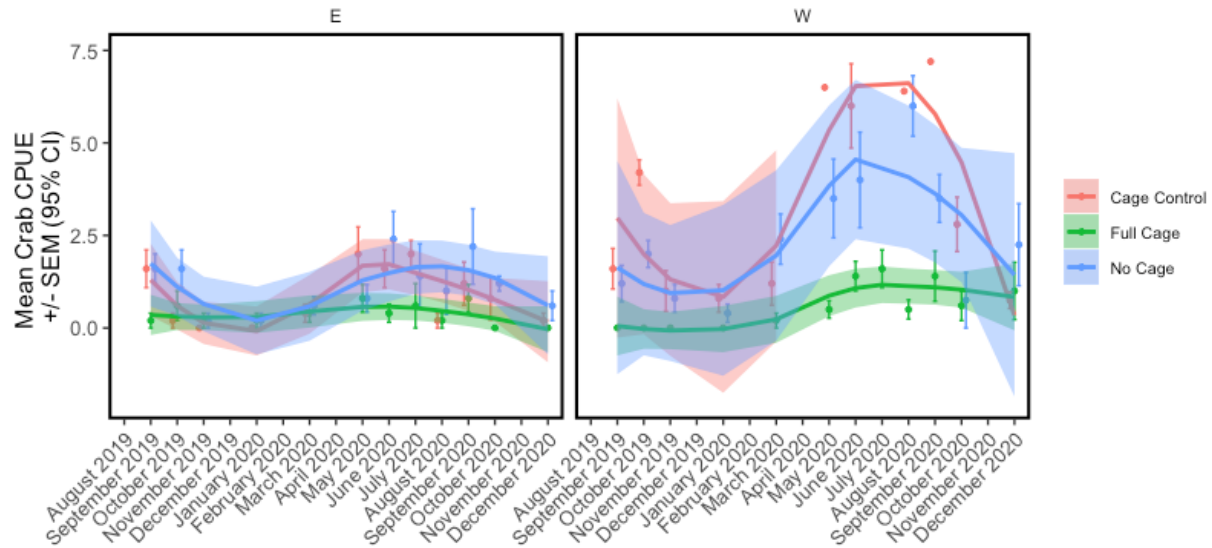 E
W
7.5
5.0
2.5
0.0
Mean Crab CPUE
+/- SEM (95% CI)
August 2019
September 2019
October 2019
November 2019
December 2019
January 2020
February 2020
March 2020
April 2020
May 2020
June 2020
July 2020
August 2020
September 2020
October 2020
November 2020
December 2020
August 2019
September 2019
October 2019
November 2019
December 2019
January 2020
February 2020
March 2020
April 2020
May 2020
June 2020
July 2020
August 2020
September 2020
October 2020
November 2020
December 2020
Cage Control
Full Cage
No Cage